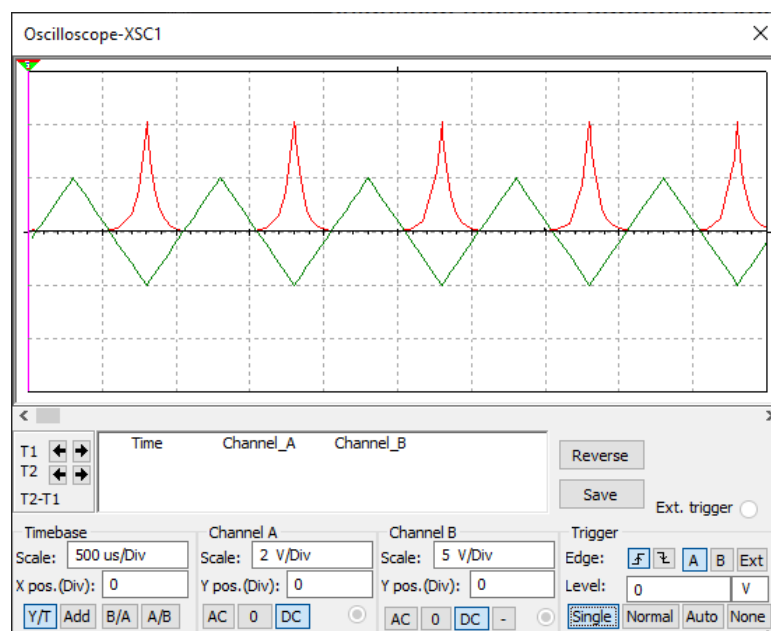 Oscilloscope-XSC1
Time Channel_A Channel_B
T1
T2
T2-T1
Reverse
Save
Ext. trigger
Timebase
Scale: 500 us/Div
X pos.(Div): 0
Y/T Add B/A A/B
Channel A
Scale: 2 V/Div
Y pos.(Div): 0
AC 0 DC
Channel B
Scale: 5 V/Div
Y pos.(Div): 0
AC 0 DC -
Trigger
Edge: A B Ext
Level: 0 V
Single Normal Auto None